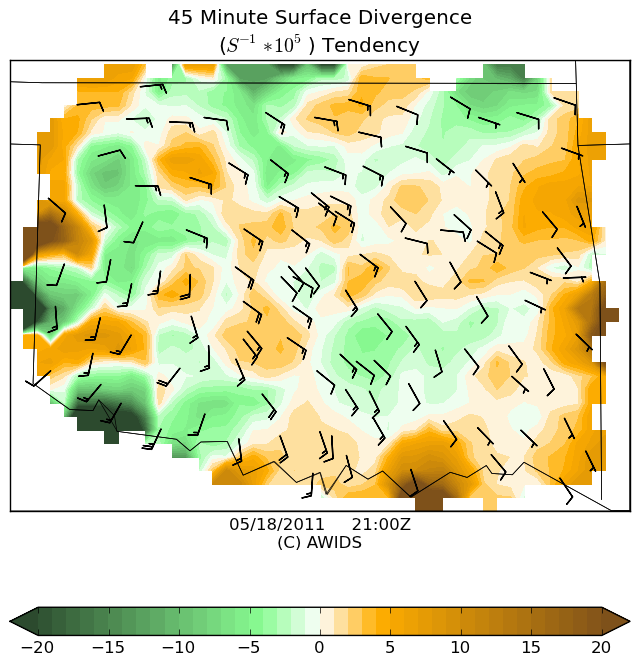 45 Minute Surface Divergence
(S⁻¹ * 10⁵ ) Tendency
05/18/2011 21:00Z
(C) AWIDS
−20 −15 −10 −5 0 5 10 15 20